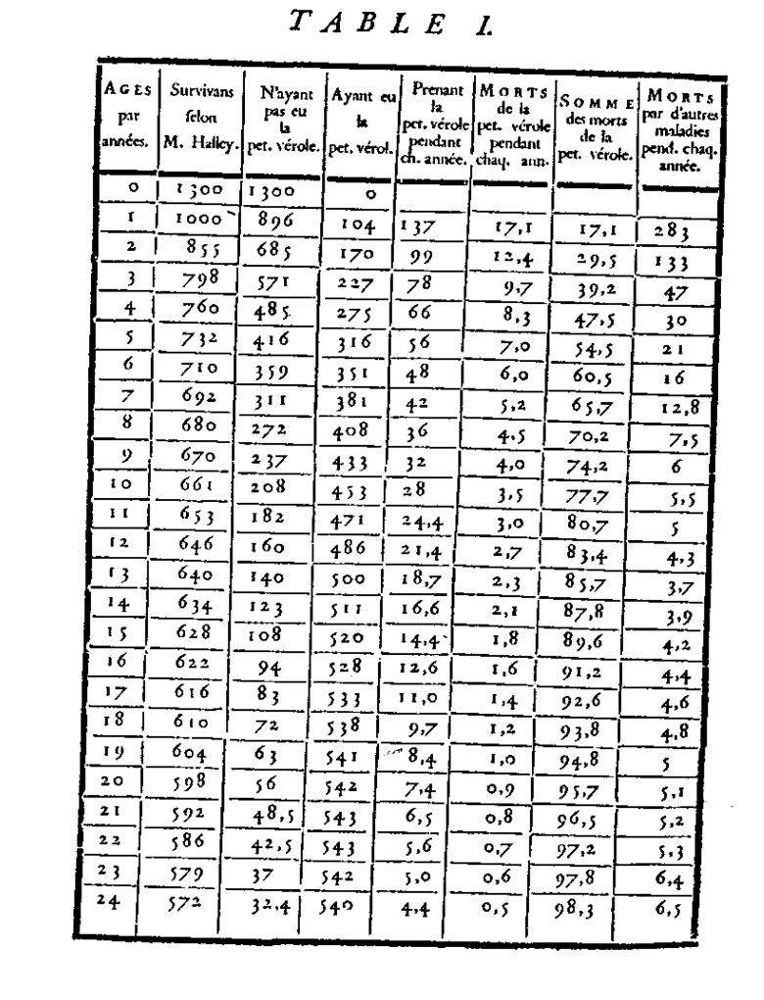 TABLE I.
AGES par années. | Survivans selon M. Halley. | N'ayant pas eu la pet. vérole. | Ayant eu la pet. vérol. | Prenant la pet. vérole pendant ch. année. | MORTS de la pet. vérole pendant chaq. ann. | SOMME des morts de la pet. vérole. | MORTS par d'autres maladies pend. chaq. année.
0 | 1300 | 1300 | 0
1 | 1000 | 896 | 104 | 137 | 17,1 | 17,1 | 283
2 | 855 | 685 | 170 | 99 | 12,4 | 29,5 | 133
3 | 798 | 571 | 227 | 78 | 9,7 | 39,2 | 47
4 | 760 | 485 | 275 | 66 | 8,3 | 47,5 | 30
5 | 732 | 416 | 316 | 56 | 7,0 | 54,5 | 21
6 | 710 | 359 | 351 | 48 | 6,0 | 60,5 | 16
7 | 692 | 311 | 381 | 42 | 5,2 | 65,7 | 12,8
8 | 680 | 272 | 408 | 36 | 4,5 | 70,2 | 7,5
9 | 670 | 237 | 433 | 32 | 4,0 | 74,2 | 6
10 | 661 | 208 | 453 | 28 | 3,5 | 77,7 | 5,5
11 | 653 | 182 | 471 | 24,4 | 3,0 | 80,7 | 5
12 | 646 | 160 | 486 | 21,4 | 2,7 | 83,4 | 4,3
13 | 640 | 140 | 500 | 18,7 | 2,3 | 85,7 | 3,7
14 | 634 | 123 | 511 | 16,6 | 2,1 | 87,8 | 3,9
15 | 628 | 108 | 520 | 14,4 | 1,8 | 89,6 | 4,2
16 | 622 | 94 | 528 | 12,6 | 1,6 | 91,2 | 4,4
17 | 616 | 83 | 533 | 11,0 | 1,4 | 92,6 | 4,6
18 | 610 | 72 | 538 | 9,7 | 1,2 | 93,8 | 4,8
19 | 604 | 63 | 541 | 8,4 | 1,0 | 94,8 | 5
20 | 598 | 56 | 542 | 7,4 | 0,9 | 95,7 | 5,1
21 | 592 | 48,5 | 543 | 6,5 | 0,8 | 96,5 | 5,2
22 | 586 | 42,5 | 543 | 5,6 | 0,7 | 97,2 | 5,3
23 | 579 | 37 | 542 | 5,0 | 0,6 | 97,8 | 6,4
24 | 572 | 32,4 | 540 | 4,4 | 0,5 | 98,3 | 6,5